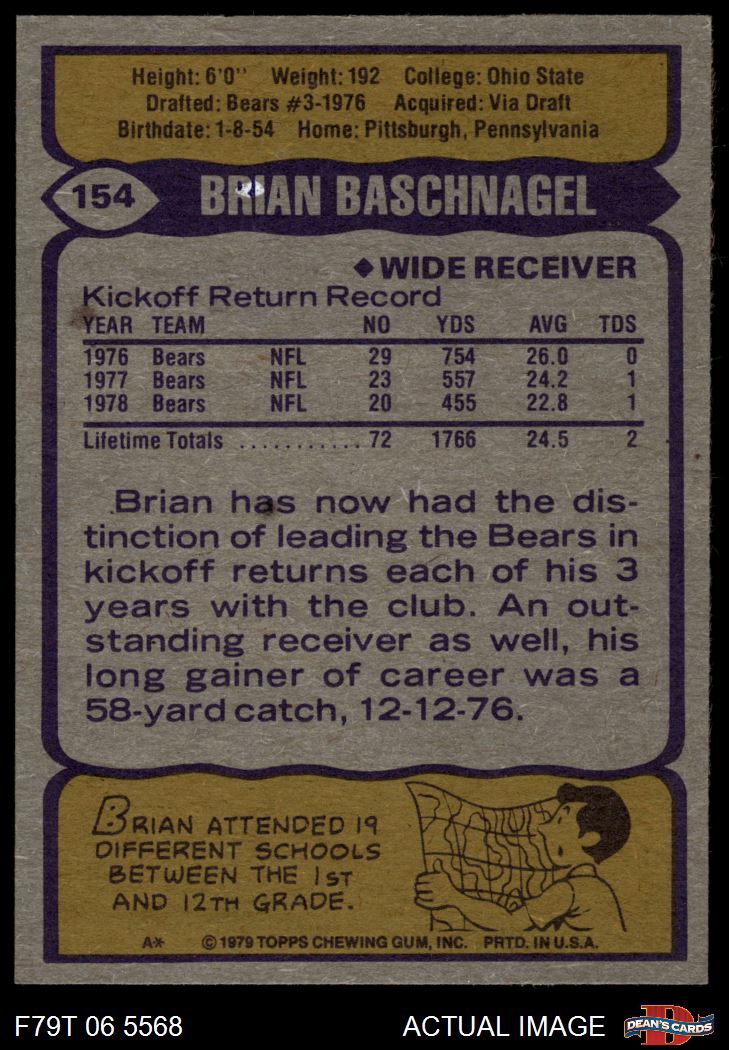 Height: 6'0" Weight: 192 College: Ohio State
Drafted: Bears #3-1976 Acquired: Via Draft
Birthdate: 1-8-54 Home: Pittsburgh, Pennsylvania
154 BRIAN BASCHNAGEL
◆ WIDE RECEIVER
Kickoff Return Record
YEAR TEAM NO YDS AVG TDS
1976 Bears NFL 29 754 26.0 0
1977 Bears NFL 23 557 24.2 1
1978 Bears NFL 20 455 22.8 1
Lifetime Totals ........... 72 1766 24.5 2
Brian has now had the dis-
tinction of leading the Bears in
kickoff returns each of his 3
years with the club. An out-
standing receiver as well, his
long gainer of career was a
58-yard catch, 12-12-76.
BRIAN ATTENDED 19
DIFFERENT SCHOOLS
BETWEEN THE 1ST
AND 12TH GRADE.
A* © 1979 TOPPS CHEWING GUM, INC. PRTD. IN U.S.A.
F79T 06 5568 ACTUAL IMAGE D DEAN'S CARDS